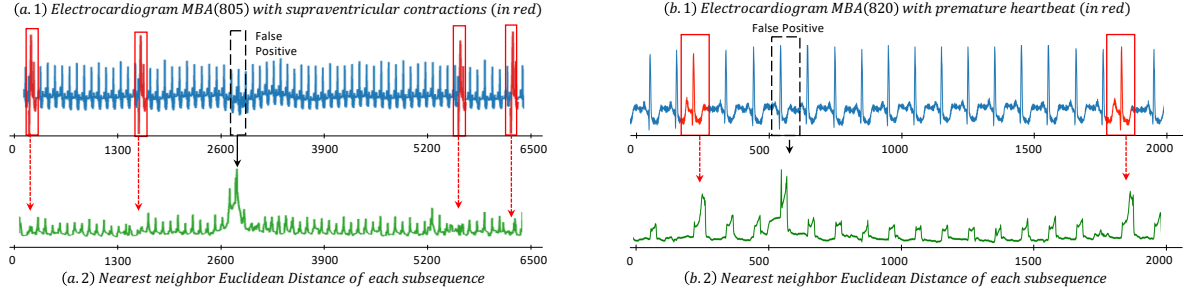 (a. 1) Electrocardiogram MBA(805) with supraventricular contractions (in red)
False
Positive
0 1300 2600 3900 5200 6500
0 1300 2600 3900 5200 6500
(a. 2) Nearest neighbor Euclidean Distance of each subsequence
(b. 1) Electrocardiogram MBA(820) with premature heartbeat (in red)
False Positive
0 500 1000 1500 2000
0 500 1000 1500 2000
(b. 2) Nearest neighbor Euclidean Distance of each subsequence